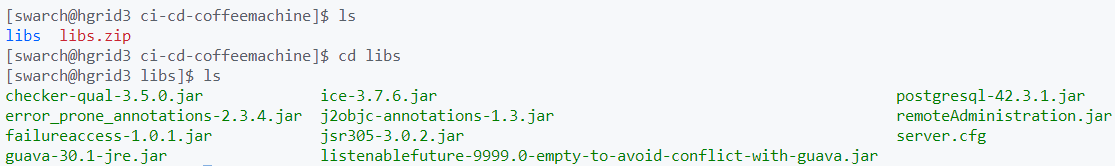 [swarch@hgrid3 ci-cd-coffeemachine]$ ls
libs  libs.zip
[swarch@hgrid3 ci-cd-coffeemachine]$ cd libs
[swarch@hgrid3 libs]$ ls
checker-qual-3.5.0.jar  ice-3.7.6.jar  postgresql-42.3.1.jar
error_prone_annotations-2.3.4.jar  j2objc-annotations-1.3.jar  remoteAdministration.jar
failureaccess-1.0.1.jar  jsr305-3.0.2.jar  server.cfg
guava-30.1-jre.jar  listenablefuture-9999.0-empty-to-avoid-conflict-with-guava.jar